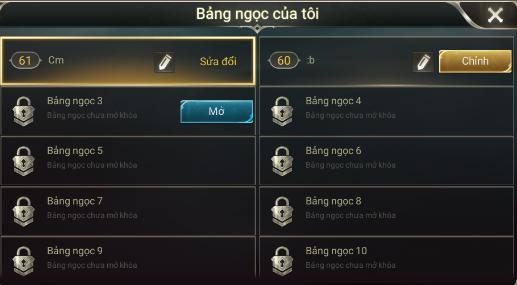 Bảng ngọc của tôi
61 Cm Sửa đổi
60 :b Chính
Bảng ngọc 3
Bảng ngọc chưa mở khóa
Mở
Bảng ngọc 4
Bảng ngọc chưa mở khóa
Bảng ngọc 5
Bảng ngọc chưa mở khóa
Bảng ngọc 6
Bảng ngọc chưa mở khóa
Bảng ngọc 7
Bảng ngọc chưa mở khóa
Bảng ngọc 8
Bảng ngọc chưa mở khóa
Bảng ngọc 9
Bảng ngọc chưa mở khóa
Bảng ngọc 10
Bảng ngọc chưa mở khóa